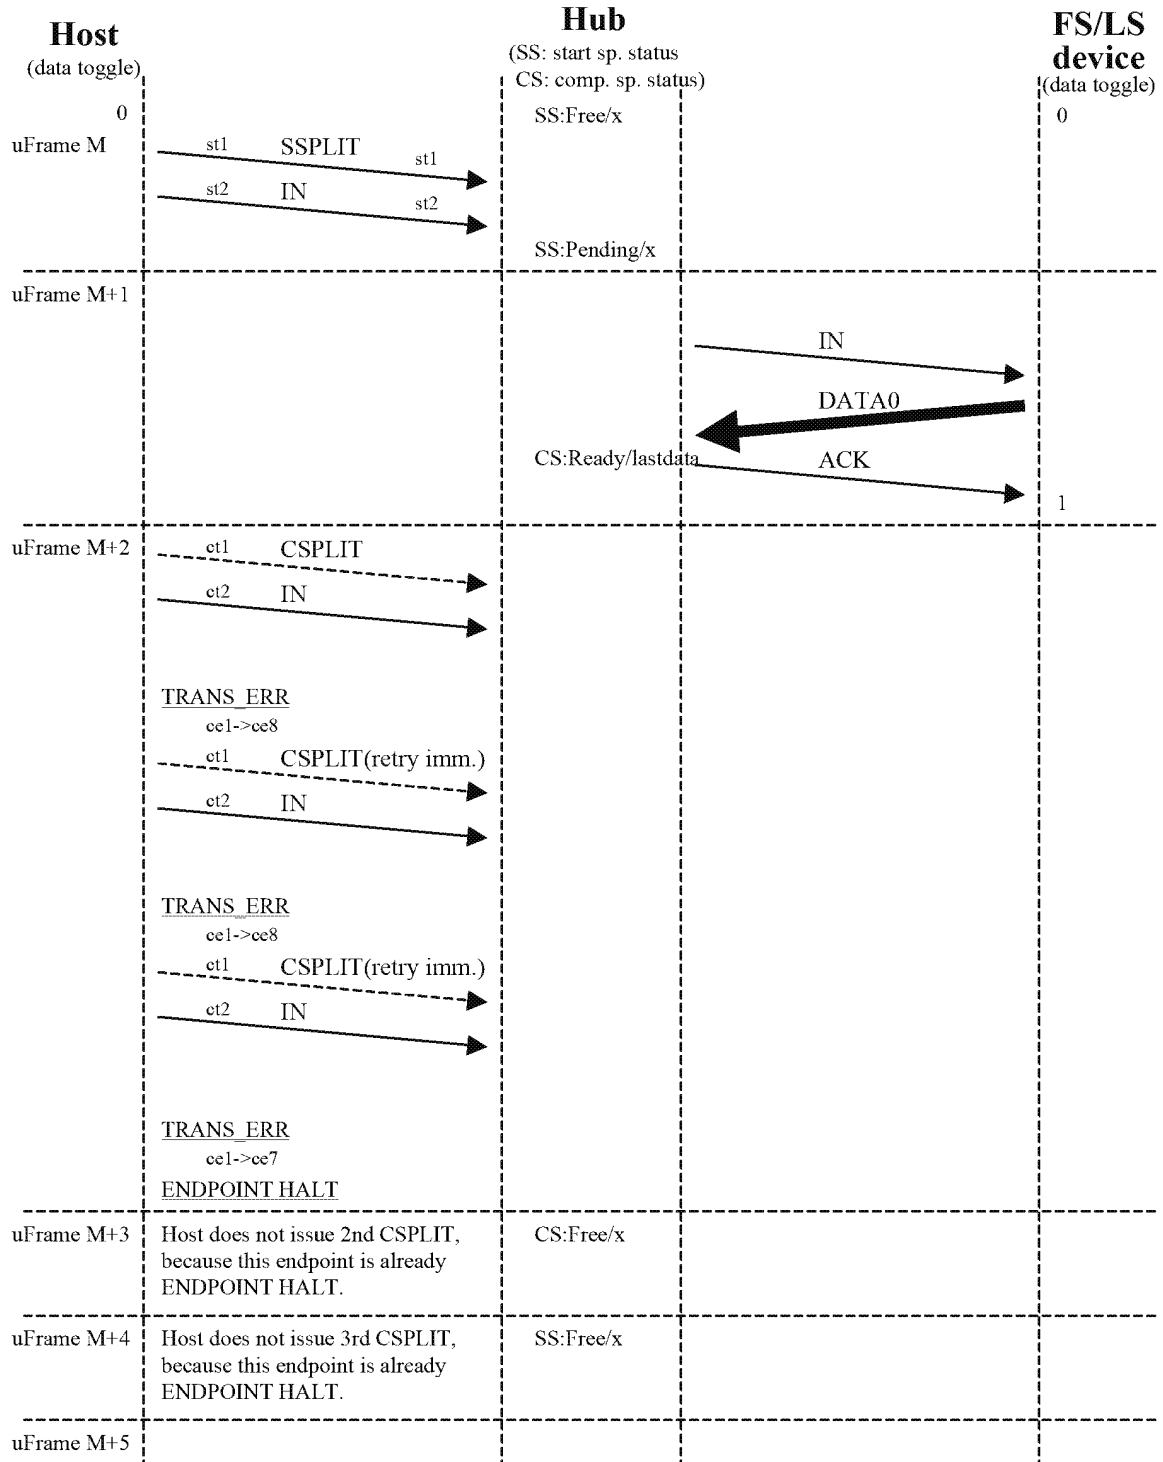 Host
(data toggle)
Hub
(SS: start sp. status
CS: comp. sp. status)
FS/LS
device
(data toggle)
0
SS:Free/x
0
uFrame M
st1 SSPLIT st1
st2 IN st2
SS:Pending/x
uFrame M+1
IN
DATA0
CS:Ready/lastdata
ACK
1
uFrame M+2
ct1 CSPLIT
ct2 IN
TRANS_ERR
ce1->ce8
ct1 CSPLIT(retry imm.)
ct2 IN
TRANS_ERR
ce1->ce8
ct1 CSPLIT(retry imm.)
ct2 IN
TRANS_ERR
ce1->ce7
ENDPOINT HALT
uFrame M+3
Host does not issue 2nd CSPLIT,
because this endpoint is already
ENDPOINT HALT.
CS:Free/x
uFrame M+4
Host does not issue 3rd CSPLIT,
because this endpoint is already
ENDPOINT HALT.
SS:Free/x
uFrame M+5